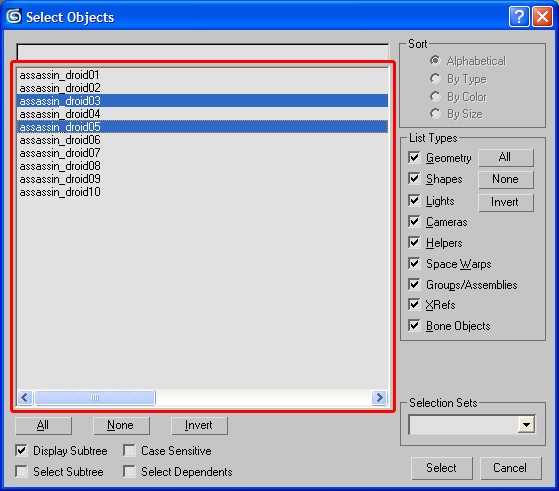 Select Objects
assassin_droid01
assassin_droid02
assassin_droid03
assassin_droid04
assassin_droid05
assassin_droid06
assassin_droid07
assassin_droid08
assassin_droid09
assassin_droid10
All None Invert
Display Subtree Case Sensitive
Select Subtree Select Dependents
Sort
Alphabetical
By Type
By Color
By Size
List Types
Geometry All
Shapes None
Lights Invert
Cameras
Helpers
Space Warps
Groups/Assemblies
XRefs
Bone Objects
Selection Sets
Select Cancel